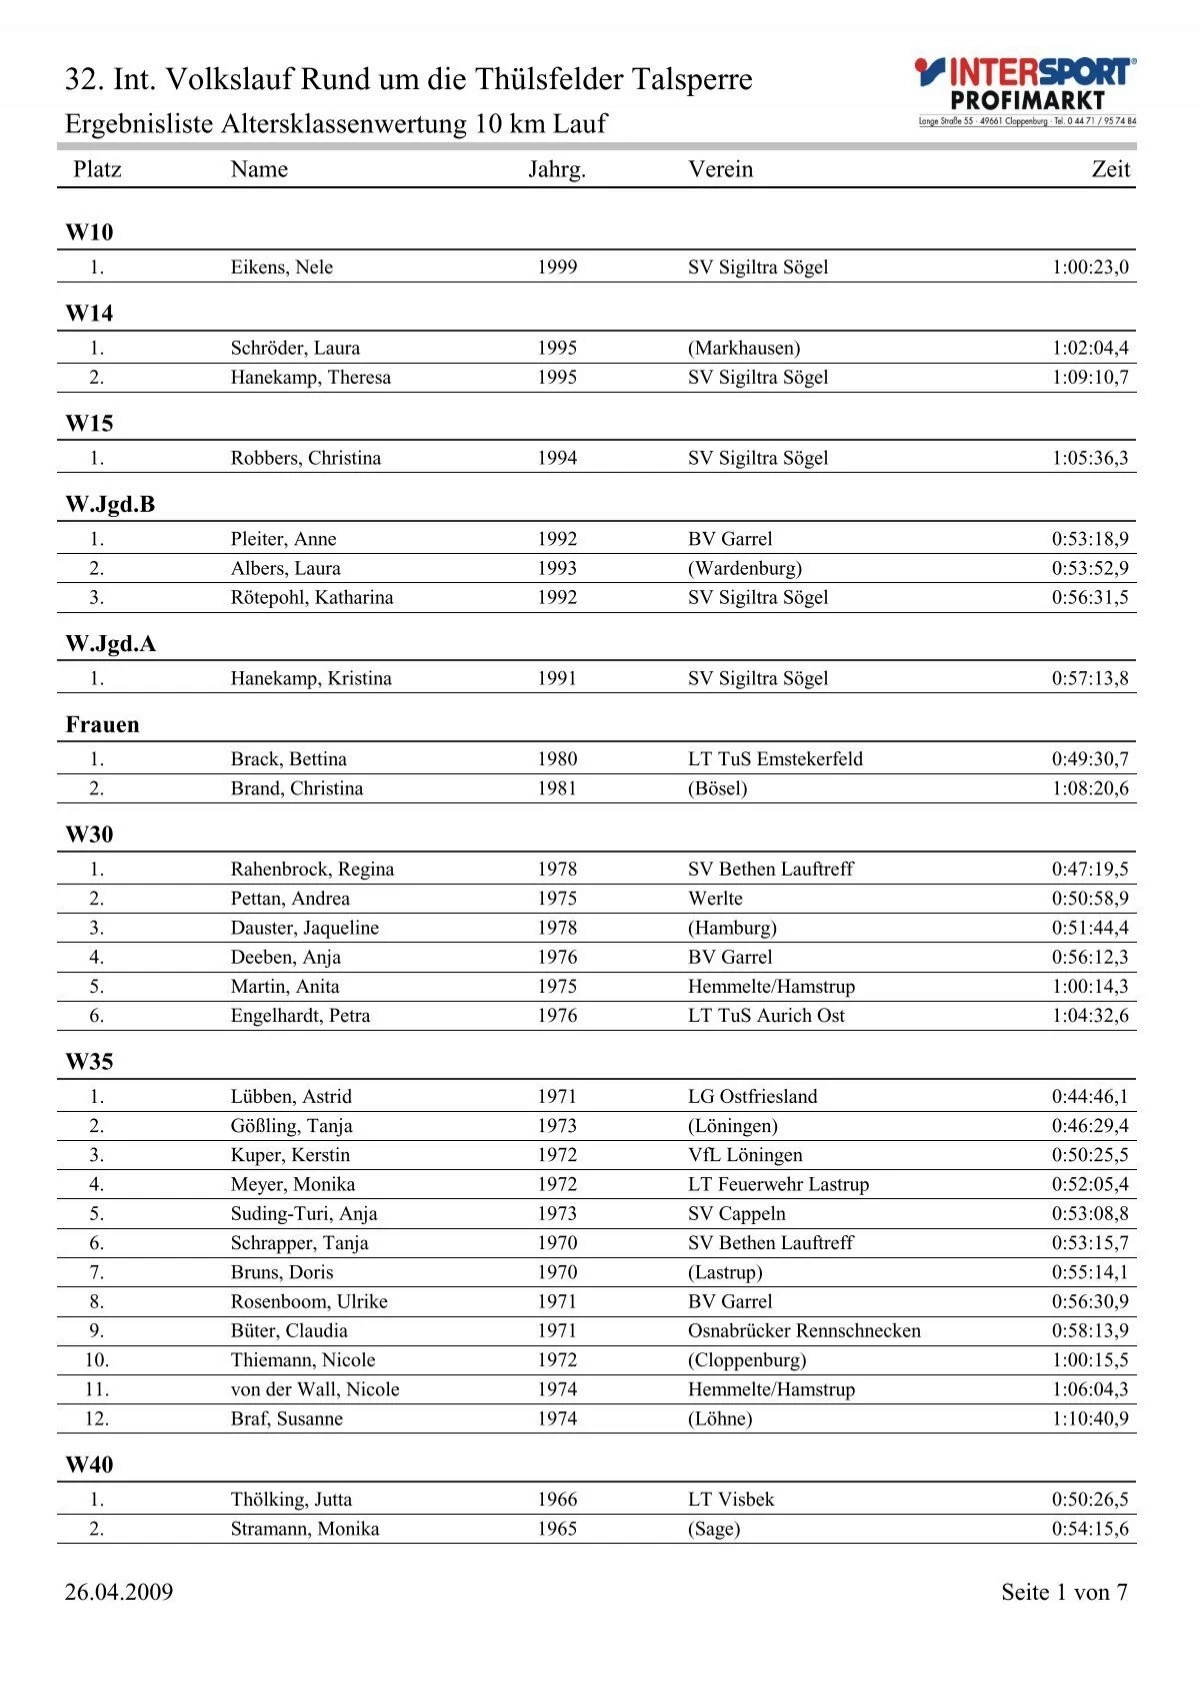 32. Int. Volkslauf Rund um die Thülsfelder Talsperre
INTERSPORT®
PROFIMARKT
Ergebnisliste Altersklassenwertung 10 km Lauf
Lange Straße 55 · 49661 Cloppenburg · Tel. 0 44 71 / 95 74 84
Platz Name Jahrg. Verein Zeit
W10
1. Eikens, Nele 1999 SV Sigiltra Sögel 1:00:23,0
W14
1. Schröder, Laura 1995 (Markhausen) 1:02:04,4
2. Hanekamp, Theresa 1995 SV Sigiltra Sögel 1:09:10,7
W15
1. Robbers, Christina 1994 SV Sigiltra Sögel 1:05:36,3
W.Jgd.B
1. Pleiter, Anne 1992 BV Garrel 0:53:18,9
2. Albers, Laura 1993 (Wardenburg) 0:53:52,9
3. Rötepohl, Katharina 1992 SV Sigiltra Sögel 0:56:31,5
W.Jgd.A
1. Hanekamp, Kristina 1991 SV Sigiltra Sögel 0:57:13,8
Frauen
1. Brack, Bettina 1980 LT TuS Emstekerfeld 0:49:30,7
2. Brand, Christina 1981 (Bösel) 1:08:20,6
W30
1. Rahenbrock, Regina 1978 SV Bethen Lauftreff 0:47:19,5
2. Pettan, Andrea 1975 Werlte 0:50:58,9
3. Dauster, Jaqueline 1978 (Hamburg) 0:51:44,4
4. Deeben, Anja 1976 BV Garrel 0:56:12,3
5. Martin, Anita 1975 Hemmelte/Hamstrup 1:00:14,3
6. Engelhardt, Petra 1976 LT TuS Aurich Ost 1:04:32,6
W35
1. Lübben, Astrid 1971 LG Ostfriesland 0:44:46,1
2. Gößling, Tanja 1973 (Löningen) 0:46:29,4
3. Kuper, Kerstin 1972 VfL Löningen 0:50:25,5
4. Meyer, Monika 1972 LT Feuerwehr Lastrup 0:52:05,4
5. Suding-Turi, Anja 1973 SV Cappeln 0:53:08,8
6. Schrapper, Tanja 1970 SV Bethen Lauftreff 0:53:15,7
7. Bruns, Doris 1970 (Lastrup) 0:55:14,1
8. Rosenboom, Ulrike 1971 BV Garrel 0:56:30,9
9. Büter, Claudia 1971 Osnabrücker Rennschnecken 0:58:13,9
10. Thiemann, Nicole 1972 (Cloppenburg) 1:00:15,5
11. von der Wall, Nicole 1974 Hemmelte/Hamstrup 1:06:04,3
12. Braf, Susanne 1974 (Löhne) 1:10:40,9
W40
1. Thölking, Jutta 1966 LT Visbek 0:50:26,5
2. Stramann, Monika 1965 (Sage) 0:54:15,6
26.04.2009 Seite 1 von 7